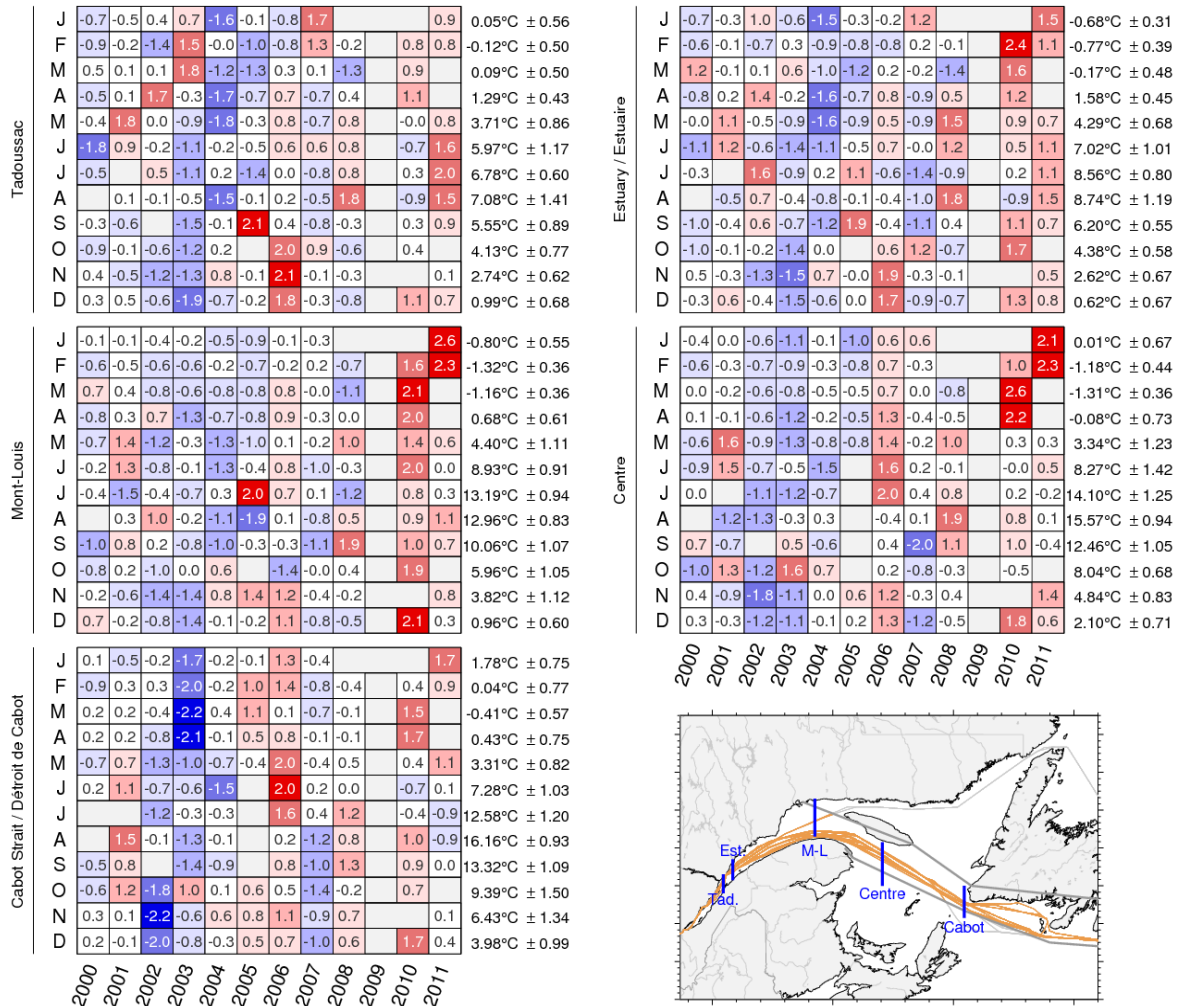 Tadoussac
J -0.7 -0.5 0.4 0.7 -1.6 -0.1 -0.8 1.7 0.9 0.05°C ± 0.56
F -0.9 -0.2 -1.4 1.5 -0.0 -1.0 -0.8 1.3 -0.2 0.8 0.8 -0.12°C ± 0.50
M 0.5 0.1 0.1 1.8 -1.2 -1.3 0.3 0.1 -1.3 0.9 0.09°C ± 0.50
A -0.5 0.1 1.7 -0.3 -1.7 -0.7 0.7 -0.7 0.4 1.1 1.29°C ± 0.43
M -0.4 1.8 0.0 -0.9 -1.8 -0.3 0.8 -0.7 0.8 -0.0 0.8 3.71°C ± 0.86
J -1.8 0.9 -0.2 -1.1 -0.2 -0.5 0.6 0.6 0.8 -0.7 1.6 5.97°C ± 1.17
J -0.5 0.5 -1.1 0.2 -1.4 0.0 -0.8 0.8 0.3 2.0 6.78°C ± 0.60
A 0.1 -0.1 -0.5 -1.5 -0.1 0.2 -0.8 1.8 -0.9 1.5 7.08°C ± 1.41
S -0.3 -0.6 -1.5 -0.1 2.1 0.4 -0.8 -0.3 0.3 0.9 5.55°C ± 0.89
O -0.9 -0.1 -0.6 -1.2 0.2 2.0 0.9 -0.6 0.4 4.13°C ± 0.77
N 0.4 -0.5 -1.2 -1.3 0.8 -0.1 2.1 -0.1 -0.3 0.1 2.74°C ± 0.62
D 0.3 0.5 -0.6 -1.9 -0.7 -0.2 1.8 -0.3 -0.8 1.1 0.7 0.99°C ± 0.68
Estuary / Estuaire
J -0.7 -0.3 1.0 -0.6 -1.5 -0.3 -0.2 1.2 1.5 -0.68°C ± 0.31
F -0.6 -0.1 -0.7 0.3 -0.9 -0.8 -0.8 0.2 -0.1 2.4 1.1 -0.77°C ± 0.39
M 1.2 -0.1 0.1 0.6 -1.0 -1.2 0.2 -0.2 -1.4 1.6 -0.17°C ± 0.48
A -0.8 0.2 1.4 -0.2 -1.6 -0.7 0.8 -0.9 0.5 1.2 1.58°C ± 0.45
M -0.0 1.1 -0.5 -0.9 -1.6 -0.9 0.5 -0.9 1.5 0.9 0.7 4.29°C ± 0.68
J -1.1 1.2 -0.6 -1.4 -1.1 -0.5 0.7 -0.0 1.2 0.5 1.1 7.02°C ± 1.01
J -0.3 1.6 -0.9 0.2 1.1 -0.6 -1.4 -0.9 0.2 1.1 8.56°C ± 0.80
A -0.5 0.7 -0.4 -0.8 -0.1 -0.4 -1.0 1.8 -0.9 1.5 8.74°C ± 1.19
S -1.0 -0.4 0.6 -0.7 -1.2 1.9 -0.4 -1.1 0.4 1.1 0.7 6.20°C ± 0.55
O -1.0 -0.1 -0.2 -1.4 0.0 0.6 1.2 -0.7 1.7 4.38°C ± 0.58
N 0.5 -0.3 -1.3 -1.5 0.7 -0.0 1.9 -0.3 -0.1 0.5 2.62°C ± 0.67
D -0.3 0.6 -0.4 -1.5 -0.6 0.0 1.7 -0.9 -0.7 1.3 0.8 0.62°C ± 0.67
Mont-Louis
J -0.1 -0.1 -0.4 -0.2 -0.5 -0.9 -0.1 -0.3 2.6 -0.80°C ± 0.55
F -0.6 -0.5 -0.6 -0.6 -0.2 -0.7 -0.2 0.2 -0.7 1.6 2.3 -1.32°C ± 0.36
M 0.7 0.4 -0.8 -0.6 -0.8 -0.8 0.8 -0.0 -1.1 2.1 -1.16°C ± 0.36
A -0.8 0.3 0.7 -1.3 -0.7 -0.8 0.9 -0.3 0.0 2.0 0.68°C ± 0.61
M -0.7 1.4 -1.2 -0.3 -1.3 -1.0 0.1 -0.2 1.0 1.4 0.6 4.40°C ± 1.11
J -0.2 1.3 -0.8 -0.1 -1.3 -0.4 0.8 -1.0 -0.3 2.0 0.0 8.93°C ± 0.91
J -0.4 -1.5 -0.4 -0.7 0.3 2.0 0.7 0.1 -1.2 0.8 0.3 13.19°C ± 0.94
A 0.3 1.0 -0.2 -1.1 -1.9 0.1 -0.8 0.5 0.9 1.1 12.96°C ± 0.83
S -1.0 0.8 0.2 -0.8 -1.0 -0.3 -0.3 -1.1 1.9 1.0 0.7 10.06°C ± 1.07
O -0.8 0.2 -1.0 0.0 0.6 -1.4 -0.0 0.4 1.9 5.96°C ± 1.05
N -0.2 -0.6 -1.4 -1.4 0.8 1.4 1.2 -0.4 -0.2 0.8 3.82°C ± 1.12
D 0.7 -0.2 -0.8 -1.4 -0.1 -0.2 1.1 -0.8 -0.5 2.1 0.3 0.96°C ± 0.60
Centre
J -0.4 0.0 -0.6 -1.1 -0.1 -1.0 0.6 0.6 2.1 0.01°C ± 0.67
F -0.6 -0.3 -0.9 -0.5 -0.3 -0.8 0.7 -0.3 1.0 2.3 -1.18°C ± 0.44
M 0.0 -0.2 -0.6 -0.8 -0.2 -0.5 0.7 0.0 -0.8 2.6 -1.31°C ± 0.36
A 0.1 -0.1 -0.6 -1.2 -0.2 -0.5 1.3 -0.4 -0.5 2.2 -0.08°C ± 0.73
M -0.6 1.6 -0.9 -1.3 -0.8 -0.8 1.4 -0.2 1.0 0.3 0.3 3.34°C ± 1.23
J -0.9 1.5 -0.7 -0.5 -1.5 1.6 0.2 -0.1 -0.0 0.5 8.27°C ± 1.42
J 0.0 -1.1 -1.2 -0.7 2.0 0.4 0.8 0.2 -0.2 14.10°C ± 1.25
A -1.2 -1.3 -0.3 0.3 -0.4 0.1 1.9 0.8 0.1 15.57°C ± 0.94
S 0.7 -0.7 0.5 -0.6 0.4 -2.0 1.1 1.0 -0.4 12.46°C ± 1.05
O -1.0 1.3 -1.2 1.6 0.7 0.2 -0.8 -0.3 -0.5 8.04°C ± 0.68
N 0.4 -0.9 -1.8 -1.1 0.0 0.6 1.2 -0.3 0.4 1.4 4.84°C ± 0.83
D 0.3 -0.3 -1.2 -1.1 -0.1 0.2 1.3 -1.2 -0.5 1.8 0.6 2.10°C ± 0.71
2000 2001 2002 2003 2004 2005 2006 2007 2008 2009 2010 2011
Cabot Strait / Détroit de Cabot
J 0.1 -0.5 -0.2 -1.7 -0.2 -0.1 1.3 -0.4 1.7 1.78°C ± 0.75
F -0.9 0.3 0.3 -2.0 -0.2 1.0 1.4 -0.8 -0.4 0.4 0.9 0.04°C ± 0.77
M 0.2 0.2 -0.4 -2.2 0.4 1.1 0.1 -0.7 -0.1 1.5 -0.41°C ± 0.57
A 0.2 0.2 -0.8 -2.1 -0.1 0.5 0.8 -0.1 -0.1 1.7 0.43°C ± 0.75
M -0.7 0.7 -1.3 -1.0 -0.7 -0.4 2.0 -0.4 0.5 0.4 1.1 3.31°C ± 0.82
J 0.2 1.1 -0.7 -0.6 -1.5 2.0 0.2 0.0 -0.7 0.1 7.28°C ± 1.03
J -1.2 -0.3 -0.3 1.6 0.4 1.2 -0.4 -0.9 12.58°C ± 1.20
A 1.5 -0.1 -1.3 -0.1 0.2 -1.2 0.8 1.0 -0.9 16.16°C ± 0.93
S -0.5 0.8 -1.4 -0.9 0.8 -1.0 1.3 -0.9 0.0 13.32°C ± 1.09
O -0.6 1.2 -1.8 1.0 0.1 0.6 0.5 -1.4 -0.2 0.7 9.39°C ± 1.50
N 0.3 0.1 -2.2 -0.6 0.6 0.8 1.1 -0.9 0.7 0.1 6.43°C ± 1.34
D 0.2 -0.1 -2.0 -0.8 -0.3 0.5 0.7 -1.0 0.6 1.7 0.4 3.98°C ± 0.99
2000 2001 2002 2003 2004 2005 2006 2007 2008 2009 2010 2011
Est.
M-L
Tad.
Centre
Cabot